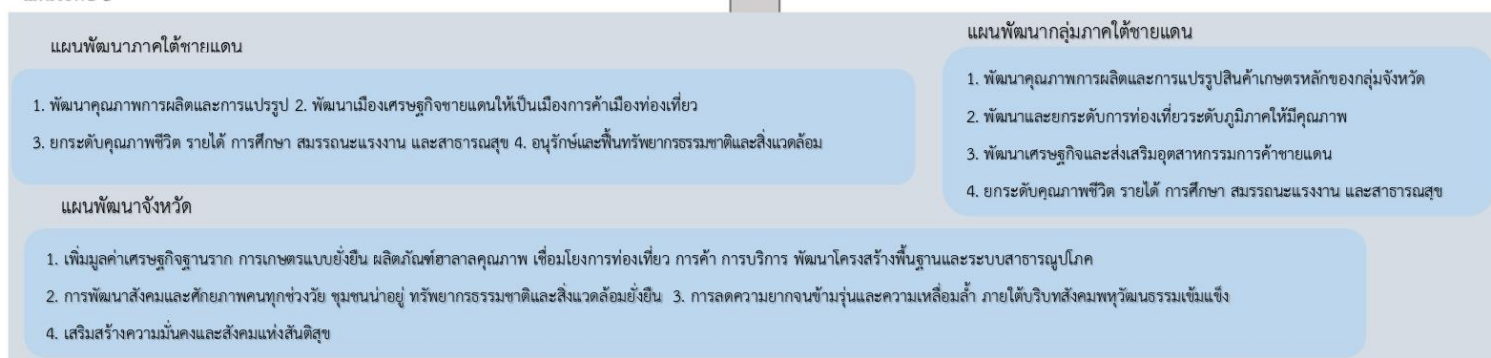 แผนพัฒนาภาคใต้ชายแดน
1. พัฒนาคุณภาพการผลิตและการแปรรูป 2. พัฒนาเมืองเศรษฐกิจชายแดนให้เป็นเมืองการค้าเมืองท่องเที่ยว
3. ยกระดับคุณภาพชีวิต รายได้ การศึกษา สมรรถนะแรงงาน และสาธารณสุข 4. อนุรักษ์และฟื้นทรัพยากรธรรมชาติและสิ่งแวดล้อม
แผนพัฒนากลุ่มภาคใต้ชายแดน
1. พัฒนาคุณภาพการผลิตและการแปรรูปสินค้าเกษตรหลักของกลุ่มจังหวัด
2. พัฒนาและยกระดับการท่องเที่ยวระดับภูมิภาคให้มีคุณภาพ
3. พัฒนาเศรษฐกิจและส่งเสริมอุตสาหกรรมการค้าชายแดน
4. ยกระดับคุณภาพชีวิต รายได้ การศึกษา สมรรถนะแรงงาน และสาธารณสุข
แผนพัฒนาจังหวัด
1. เพิ่มมูลค่าเศรษฐกิจฐานราก การเกษตรแบบยั่งยืน ผลิตภัณฑ์ฮาลาลคุณภาพ เชื่อมโยงการท่องเที่ยว การค้า การบริการ พัฒนาโครงสร้างพื้นฐานและระบบสาธารณูปโภค
2. การพัฒนาสังคมและศักยภาพคนทุกช่วงวัย ชุมชนน่าอยู่ ทรัพยากรธรรมชาติและสิ่งแวดล้อมยั่งยืน 3. การลดความยากจนข้ามรุ่นและความเหลื่อมล้ำ ภายใต้บริบทสังคมพหุวัฒนธรรมเข้มแข็ง
4. เสริมสร้างความมั่นคงและสังคมแห่งสันติสุข